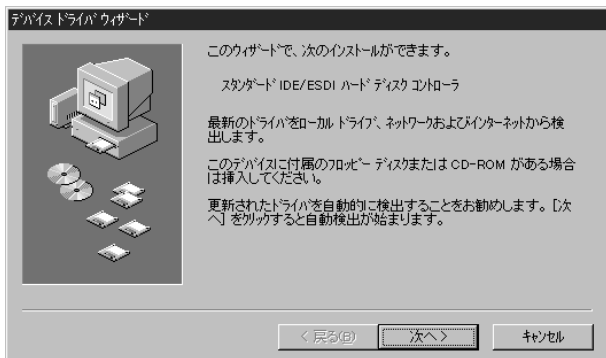 ﾃﾞﾊﾞｲｽ ﾄﾞﾗｲﾊﾞ ｳｨｻﾞｰﾄﾞ
このｳｨｻﾞｰﾄﾞで、次のｲﾝｽﾄｰﾙができます。
ｽﾀﾝﾀﾞｰﾄﾞ IDE/ESDI ﾊｰﾄﾞ ﾃﾞｨｽｸ ｺﾝﾄﾛｰﾗ
最新のﾄﾞﾗｲﾊﾞをﾛｰｶﾙ ﾄﾞﾗｲﾌﾞ、ﾈｯﾄﾜｰｸおよびｲﾝﾀｰﾈｯﾄから検
出します。
このﾃﾞﾊﾞｲｽに付属のﾌﾛｯﾋﾟｰ ﾃﾞｨｽｸまたは CD-ROM がある場合
は挿入してください。
更新されたﾄﾞﾗｲﾊﾞを自動的に検出することをお勧めします。[次
へ] をｸﾘｯｸすると自動検出が始まります。
< 戻る(B)
次へ >
ｷｬﾝｾﾙ